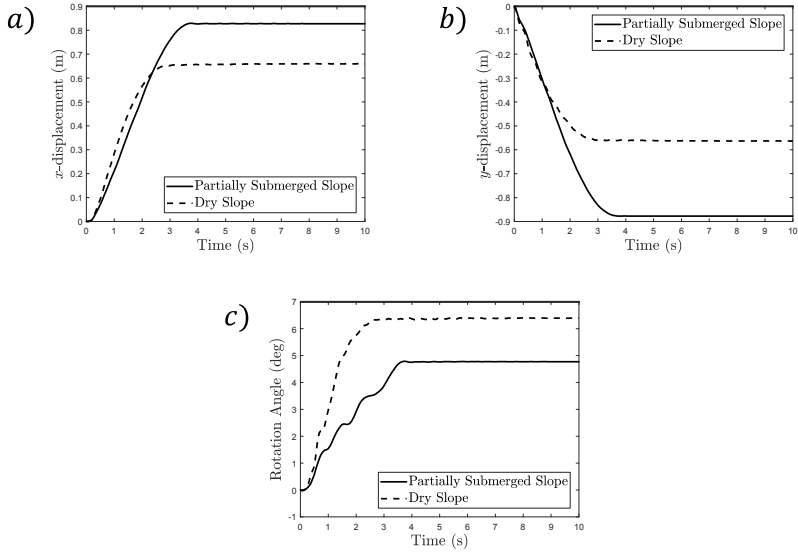 a)
0.9
0.8
0.7
0.6
0.5
0.4
0.3
0.2
0.1
0
x-displacement (m)
Partially Submerged Slope
Dry Slope
0 1 2 3 4 5 6 7 8 9 10
Time (s)
b)
0
-0.1
-0.2
-0.3
-0.4
-0.5
-0.6
-0.7
-0.8
-0.9
y-displacement (m)
Partially Submerged Slope
Dry Slope
0 1 2 3 4 5 6 7 8 9 10
Time (s)
c)
7
6
5
4
3
2
1
0
-1
Rotation Angle (deg)
Partially Submerged Slope
Dry Slope
0 1 2 3 4 5 6 7 8 9 10
Time (s)